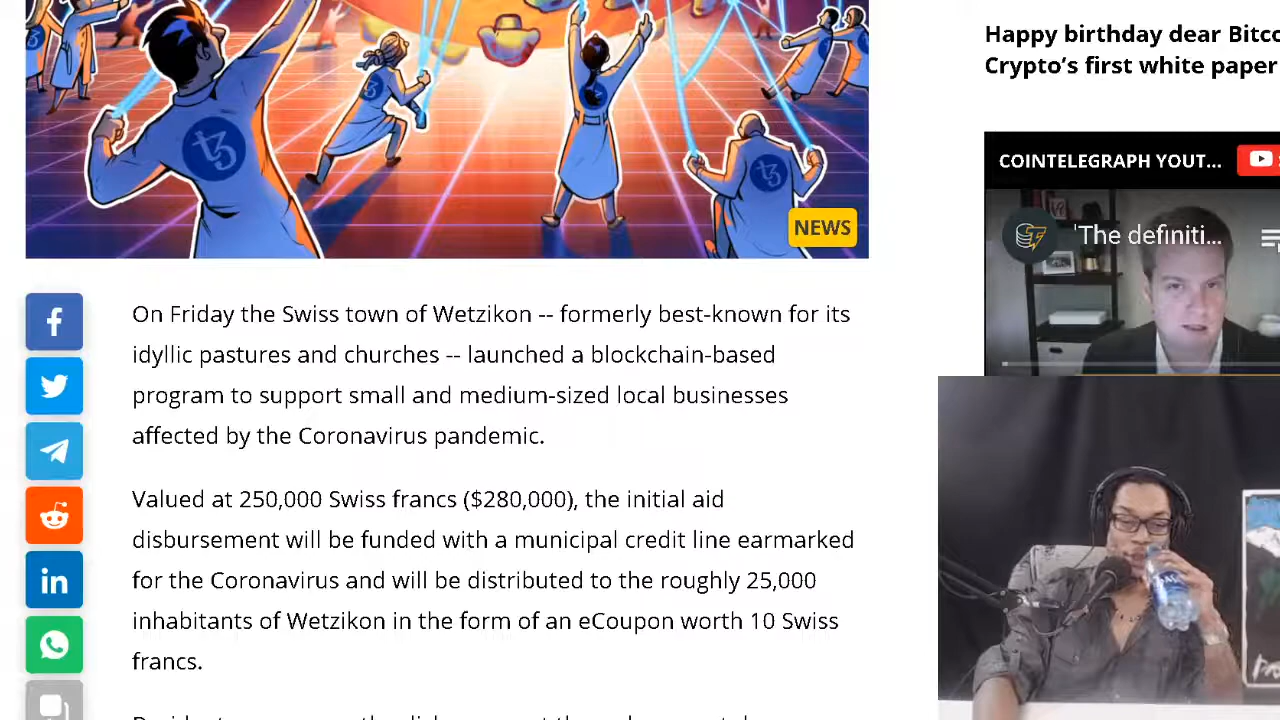 Happy birthday dear Bitco
Crypto’s first white paper
COINTELEGRAPH YOUT...
'The definiti...
NEWS
On Friday the Swiss town of Wetzikon -- formerly best-known for its
idyllic pastures and churches -- launched a blockchain-based
program to support small and medium-sized local businesses
affected by the Coronavirus pandemic.
Valued at 250,000 Swiss francs ($280,000), the initial aid
disbursement will be funded with a municipal credit line earmarked
for the Coronavirus and will be distributed to the roughly 25,000
inhabitants of Wetzikon in the form of an eCoupon worth 10 Swiss
francs.